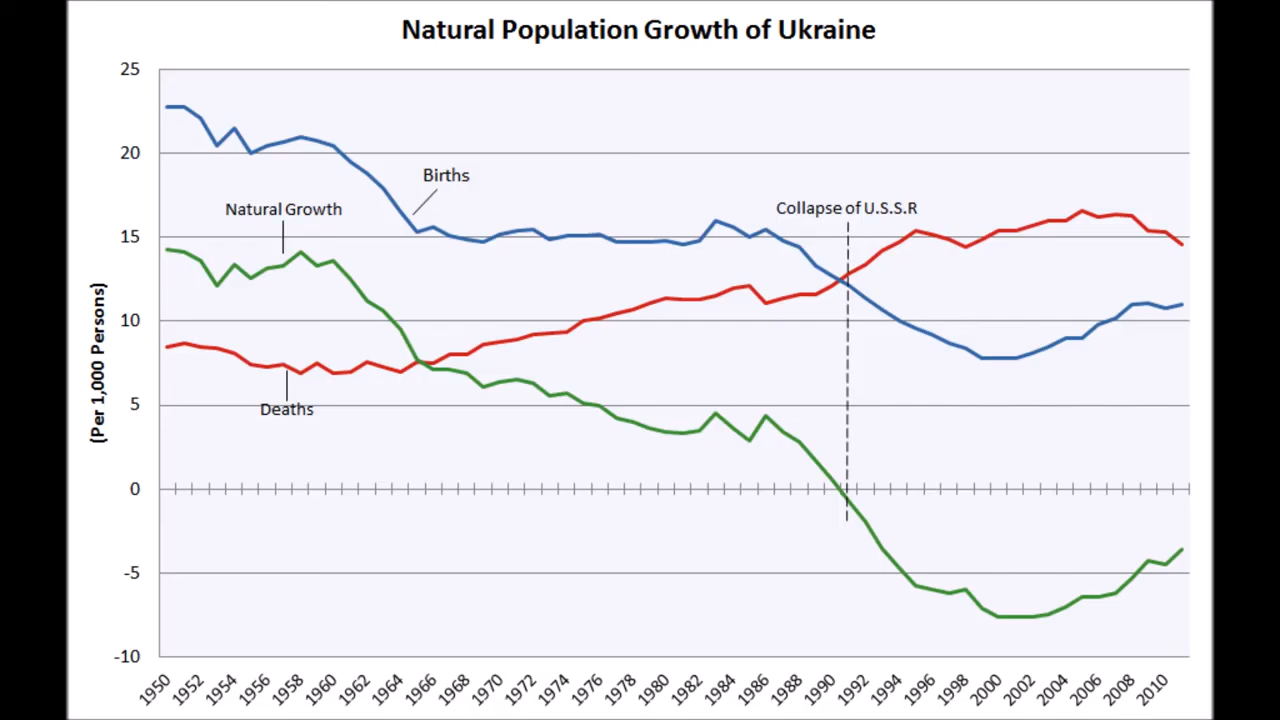 Natural Population Growth of Ukraine
25
20
15
10
5
0
-5
-10
(Per 1,000 Persons)
Births
Natural Growth
Collapse of U.S.S.R
Deaths
1950 1952 1954 1956 1958 1960 1962 1964 1966 1968 1970 1972 1974 1976 1978 1980 1982 1984 1986 1988 1990 1992 1994 1996 1998 2000 2002 2004 2006 2008 2010